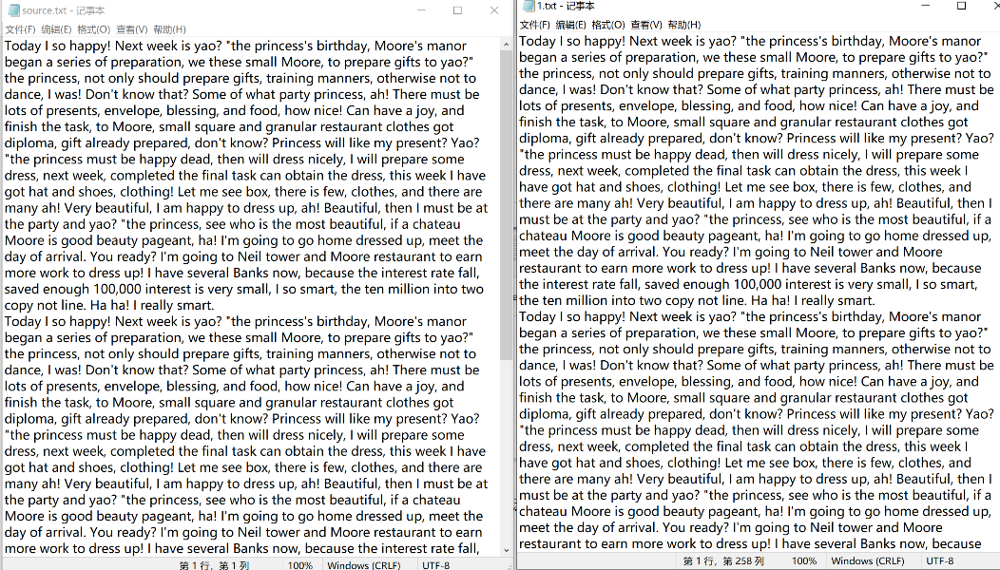 source.txt - 记事本
文件(F) 编辑(E) 格式(O) 查看(V) 帮助(H)
Today I so happy! Next week is yao? "the princess's birthday, Moore's manor
began a series of preparation, we these small Moore, to prepare gifts to yao?"
the princess, not only should prepare gifts, training manners, otherwise not to
dance, I was! Don't know that? Some of what party princess, ah! There must be
lots of presents, envelope, blessing, and food, how nice! Can have a joy, and
finish the task, to Moore, small square and granular restaurant clothes got
diploma, gift already prepared, don't know? Princess will like my present? Yao?
"the princess must be happy dead, then will dress nicely, I will prepare some
dress, next week, completed the final task can obtain the dress, this week I have
got hat and shoes, clothing! Let me see box, there is few, clothes, and there are
many ah! Very beautiful, I am happy to dress up, ah! Beautiful, then I must be at
the party and yao? "the princess, see who is the most beautiful, if a chateau
Moore is good beauty pageant, ha! I'm going to go home dressed up, meet the
day of arrival. You ready? I'm going to Neil tower and Moore restaurant to earn
more work to dress up! I have several Banks now, because the interest rate fall,
saved enough 100,000 interest is very small, I so smart, the ten million into two
copy not line. Ha ha! I really smart.
Today I so happy! Next week is yao? "the princess's birthday, Moore's manor
began a series of preparation, we these small Moore, to prepare gifts to yao?"
the princess, not only should prepare gifts, training manners, otherwise not to
dance, I was! Don't know that? Some of what party princess, ah! There must be
lots of presents, envelope, blessing, and food, how nice! Can have a joy, and
finish the task, to Moore, small square and granular restaurant clothes got
diploma, gift already prepared, don't know? Princess will like my present? Yao?
"the princess must be happy dead, then will dress nicely, I will prepare some
dress, next week, completed the final task can obtain the dress, this week I have
got hat and shoes, clothing! Let me see box, there is few, clothes, and there are
many ah! Very beautiful, I am happy to dress up, ah! Beautiful, then I must be at
the party and yao? "the princess, see who is the most beautiful, if a chateau
Moore is good beauty pageant, ha! I'm going to go home dressed up, meet the
day of arrival. You ready? I'm going to Neil tower and Moore restaurant to earn
more work to dress up! I have several Banks now, because the interest rate fall,
第 1 行，第 1 列 100% Windows (CRLF) UTF-8
1.txt - 记事本
文件(F) 编辑(E) 格式(O) 查看(V) 帮助(H)
Today I so happy! Next week is yao? "the princess's birthday, Moore's manor
began a series of preparation, we these small Moore, to prepare gifts to yao?"
the princess, not only should prepare gifts, training manners, otherwise not to
dance, I was! Don't know that? Some of what party princess, ah! There must be
lots of presents, envelope, blessing, and food, how nice! Can have a joy, and
finish the task, to Moore, small square and granular restaurant clothes got
diploma, gift already prepared, don't know? Princess will like my present? Yao?
"the princess must be happy dead, then will dress nicely, I will prepare some
dress, next week, completed the final task can obtain the dress, this week I
have got hat and shoes, clothing! Let me see box, there is few, clothes, and
there are many ah! Very beautiful, I am happy to dress up, ah! Beautiful, then I
must be at the party and yao? "the princess, see who is the most beautiful, if a
chateau Moore is good beauty pageant, ha! I'm going to go home dressed up,
meet the day of arrival. You ready? I'm going to Neil tower and Moore
restaurant to earn more work to dress up! I have several Banks now, because
the interest rate fall, saved enough 100,000 interest is very small, I so smart,
the ten million into two copy not line. Ha ha! I really smart.
Today I so happy! Next week is yao? "the princess's birthday, Moore's manor
began a series of preparation, we these small Moore, to prepare gifts to yao?"
the princess, not only should prepare gifts, training manners, otherwise not to
dance, I was! Don't know that? Some of what party princess, ah! There must be
lots of presents, envelope, blessing, and food, how nice! Can have a joy, and
finish the task, to Moore, small square and granular restaurant clothes got
diploma, gift already prepared, don't know? Princess will like my present? Yao?
"the princess must be happy dead, then will dress nicely, I will prepare some
dress, next week, completed the final task can obtain the dress, this week I
have got hat and shoes, clothing! Let me see box, there is few, clothes, and
there are many ah! Very beautiful, I am happy to dress up, ah! Beautiful, then I
must be at the party and yao? "the princess, see who is the most beautiful, if a
chateau Moore is good beauty pageant, ha! I'm going to go home dressed up,
meet the day of arrival. You ready? I'm going to Neil tower and Moore
restaurant to earn more work to dress up! I have several Banks now, because
第 1 行，第 258 列 100% Windows (CRLF) UTF-8